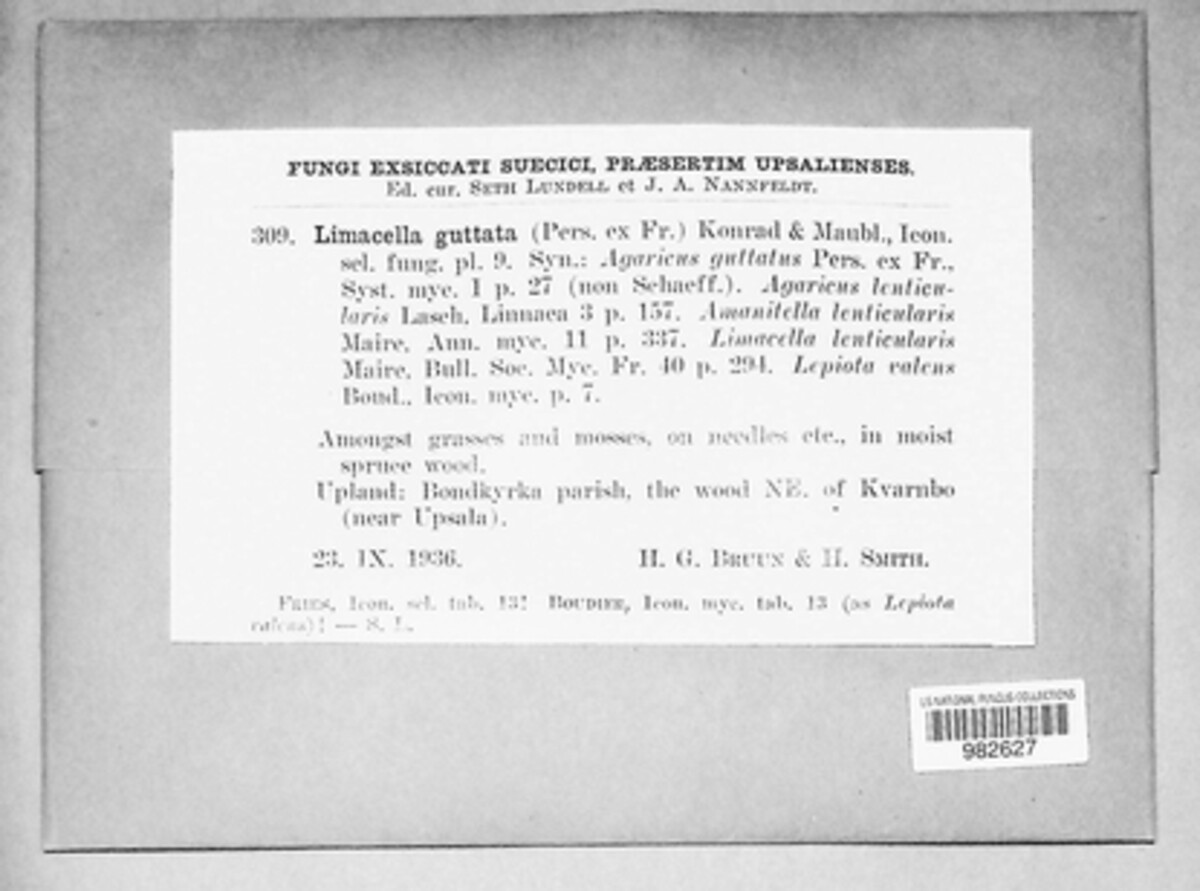 FUNGI EXSICCATI SUECICI, PRÆSERTIM UPSALIENSES.
Ed. cur. SETH LUNDELL et J. A. NANNFELDT.
309. Limacella guttata (Pers. ex Fr.) Konrad & Maubl., Icon.
sel. fung. pl. 9. Syn.: Agaricus guttatus Pers. ex Fr.,
Syst. myc. I p. 27 (non Schaeff.). Agaricus lenticu-
laris Lasch, Linnaea 3 p. 157. Amanitella lenticularis
Maire, Ann. myc. 11 p. 337. Limacella lenticularis
Maire, Bull. Soc. Myc. Fr. 40 p. 294. Lepiota valens
Boud., Icon. myc. p. 7.
Amongst grasses and mosses, on needles etc., in moist
spruce wood.
Upland: Bondkyrka parish, the wood NE. of Kvarnbo
(near Upsala).
23. IX. 1936. H. G. BRUUN & H. SMITH.
FRIES, Icon. sel. tab. 13! BOUDIER, Icon. myc. tab. 13 (as Lepiota
valens)! — S. L.
US NATIONAL FUNGUS COLLECTIONS
982627